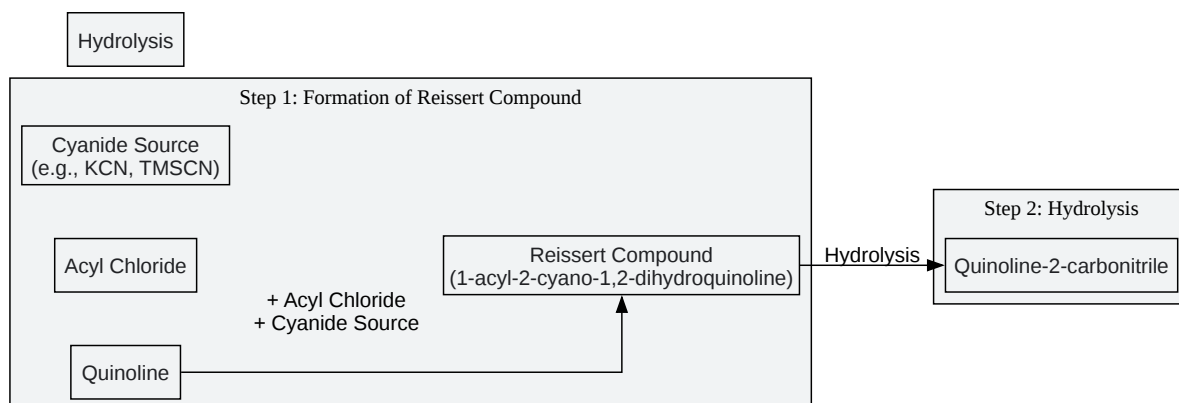 Hydrolysis
Step 1: Formation of Reissert Compound
Cyanide Source
(e.g., KCN, TMSCN)
Acyl Chloride
+ Acyl Chloride
+ Cyanide Source
Quinoline
Reissert Compound
(1-acyl-2-cyano-1,2-dihydroquinoline)
Hydrolysis
Step 2: Hydrolysis
Quinoline-2-carbonitrile